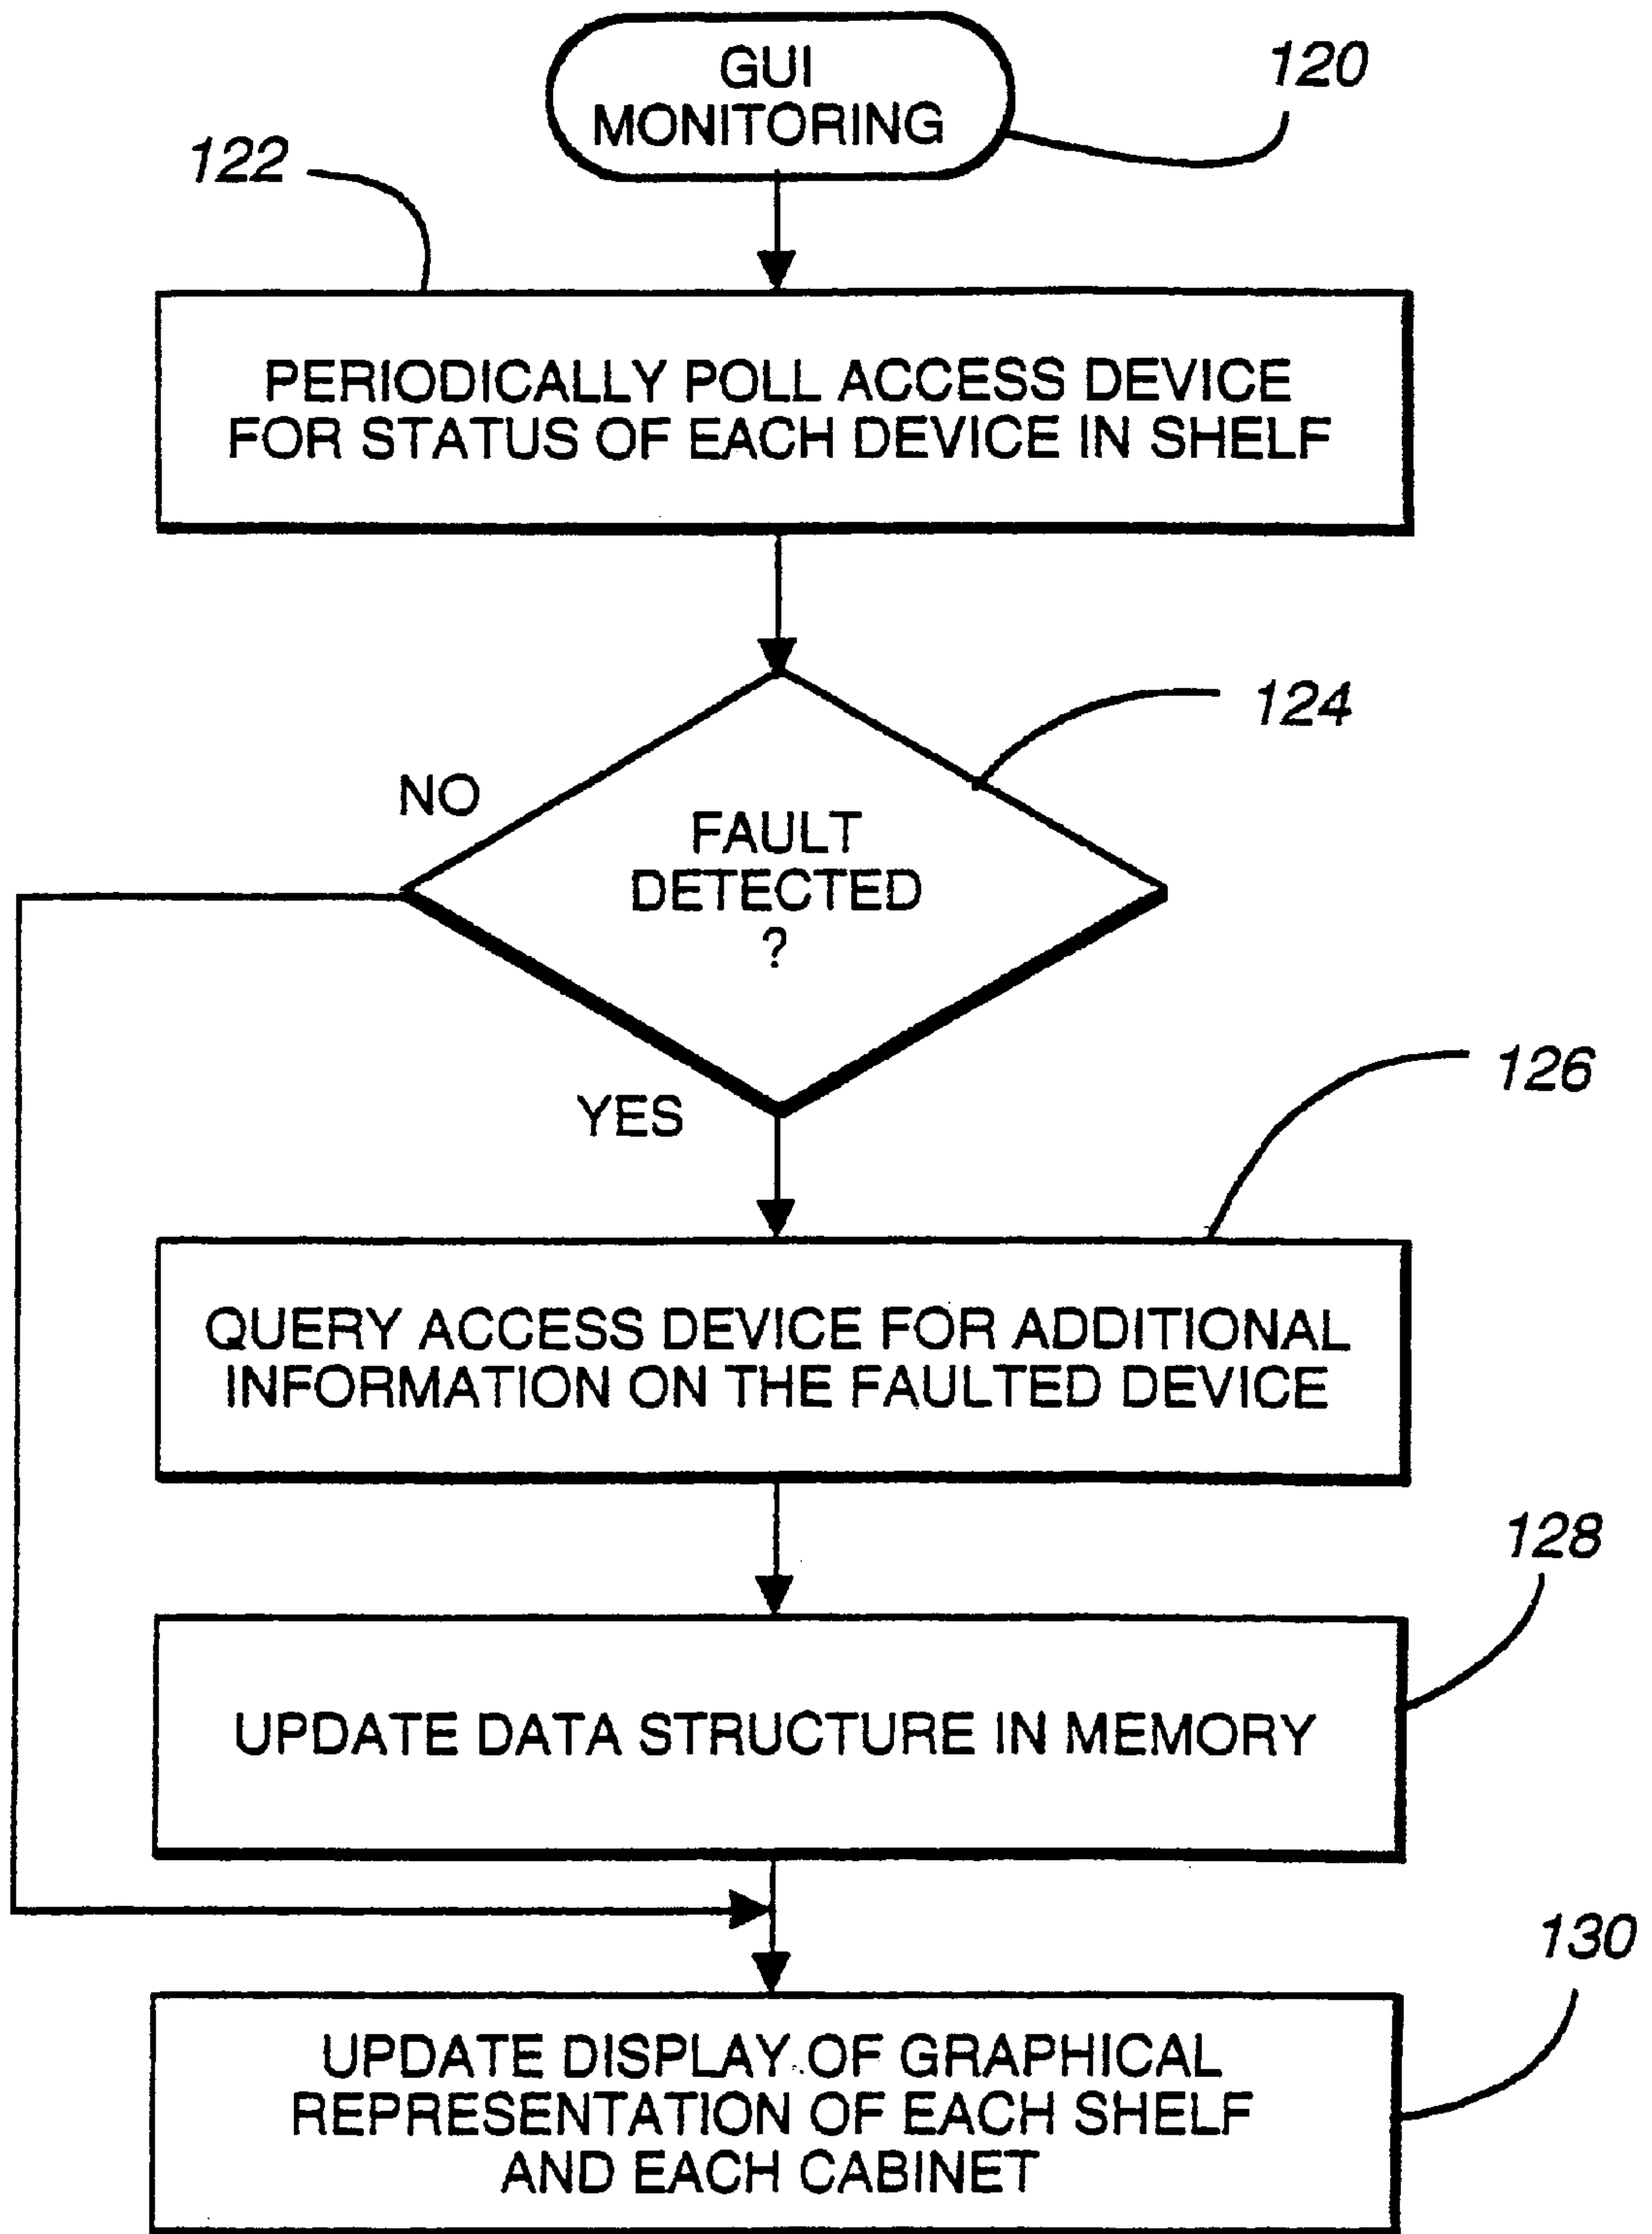 GUI
MONITORING
120
122
PERIODICALLY POLL ACCESS DEVICE
FOR STATUS OF EACH DEVICE IN SHELF
124
NO
FAULT
DETECTED
?
YES
126
QUERY ACCESS DEVICE FOR ADDITIONAL
INFORMATION ON THE FAULTED DEVICE
128
UPDATE DATA STRUCTURE IN MEMORY
130
UPDATE DISPLAY OF GRAPHICAL
REPRESENTATION OF EACH SHELF
AND EACH CABINET